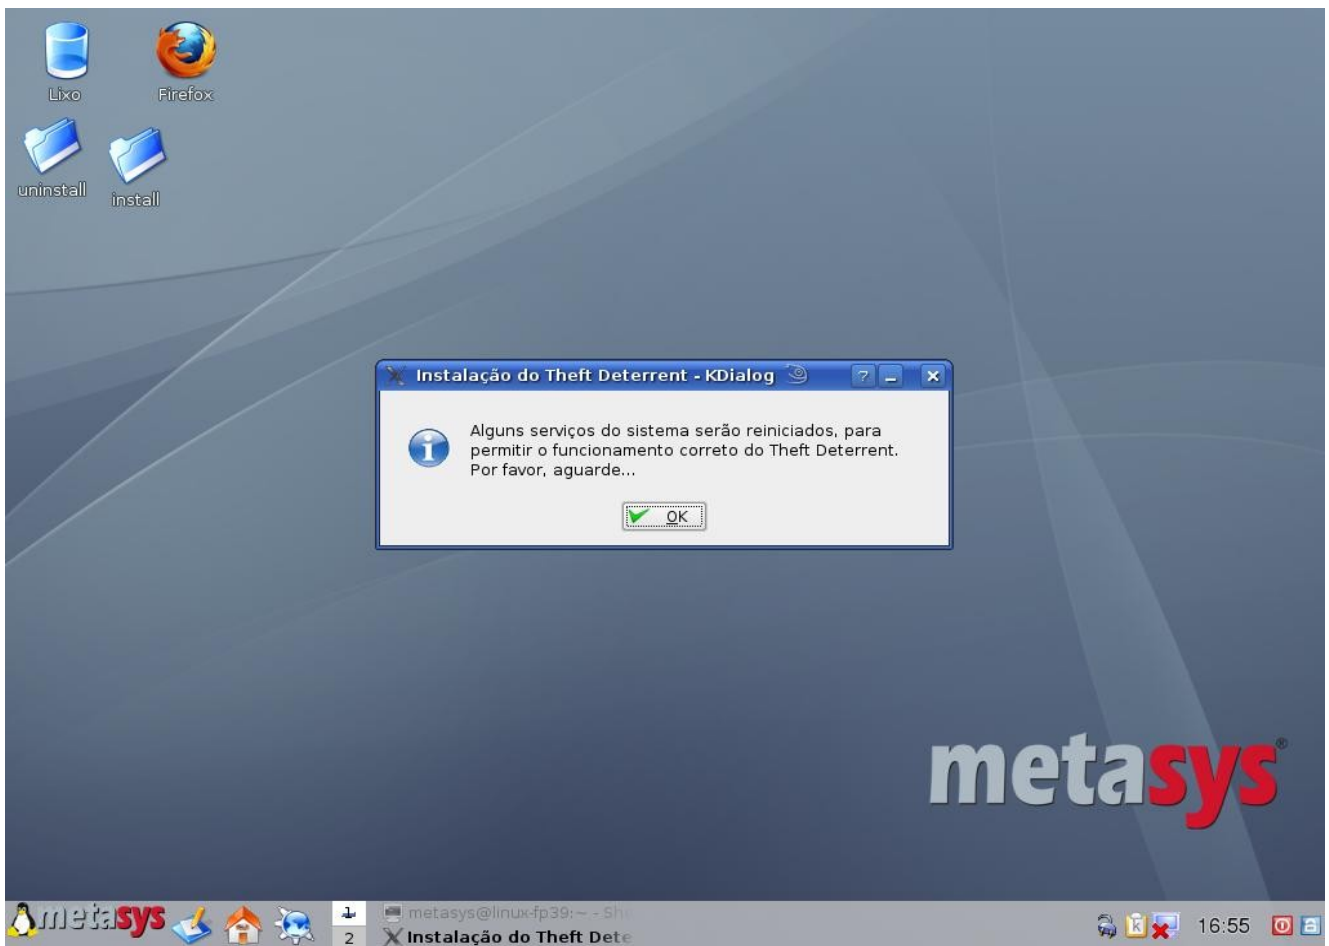 Lixo
Firefox
uninstall
install
Instalação do Theft Deterrent - KDialog
?
Alguns serviços do sistema serão reiniciados, para
permitir o funcionamento correto do Theft Deterrent.
Por favor, aguarde...
OK
metasys®
metasys
1
2
metasys@linux-fp39:~ - She
Instalação do Theft Dete
k
16:55